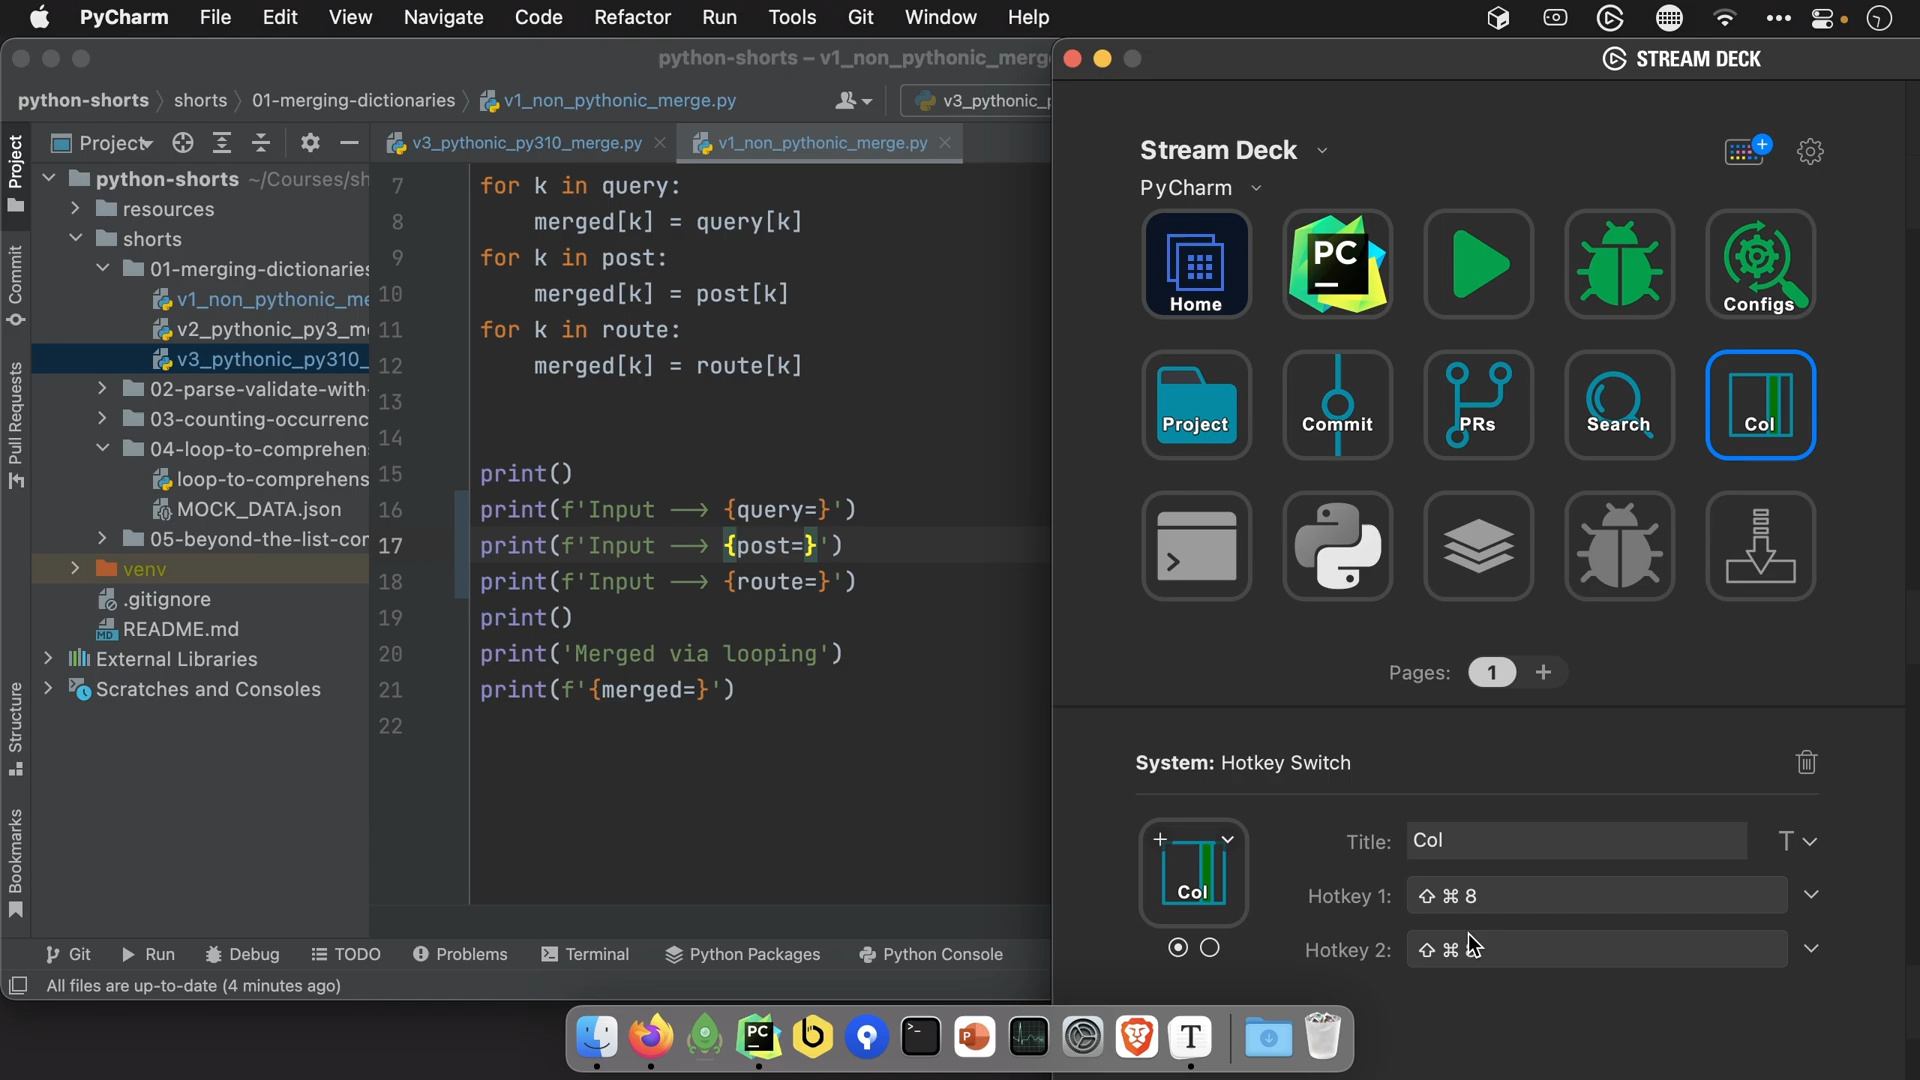 PyCharm File Edit View Navigate Code Refactor Run Tools Git Window Help
python-shorts – v1_non_pythonic_merg
STREAM DECK
python-shorts shorts 01-merging-dictionaries v1_non_pythonic_merge.py
v3_pythonic_p
Project
v3_pythonic_py310_merge.py
v1_non_pythonic_merge.py
Project
Commit
Pull Requests
Structure
Bookmarks
python-shorts ~/Courses/sh
resources
shorts
01-merging-dictionaries
v1_non_pythonic_me
v2_pythonic_py3_m
v3_pythonic_py310_
02-parse-validate-with-
03-counting-occurrenc
04-loop-to-comprehen
loop-to-comprehens
MOCK_DATA.json
05-beyond-the-list-con
venv
.gitignore
README.md
External Libraries
Scratches and Consoles
7 for k in query:
8 merged[k] = query[k]
9 for k in post:
10 merged[k] = post[k]
11 for k in route:
12 merged[k] = route[k]
13
14
15 print()
16 print(f'Input ⟶ {query=}')
17 print(f'Input ⟶ {post=}')
18 print(f'Input ⟶ {route=}')
19 print()
20 print('Merged via looping')
21 print(f'{merged=}')
22
Git Run Debug TODO Problems Terminal Python Packages Python Console
All files are up-to-date (4 minutes ago)
Stream Deck
PyCharm
Home
PC
Configs
Project
Commit
PRs
Search
Col
Pages: 1 +
System: Hotkey Switch
Title: Col
T
Col
Hotkey 1: ⇧ ⌘ 8
Hotkey 2: ⇧ ⌘
PC
b
P
T